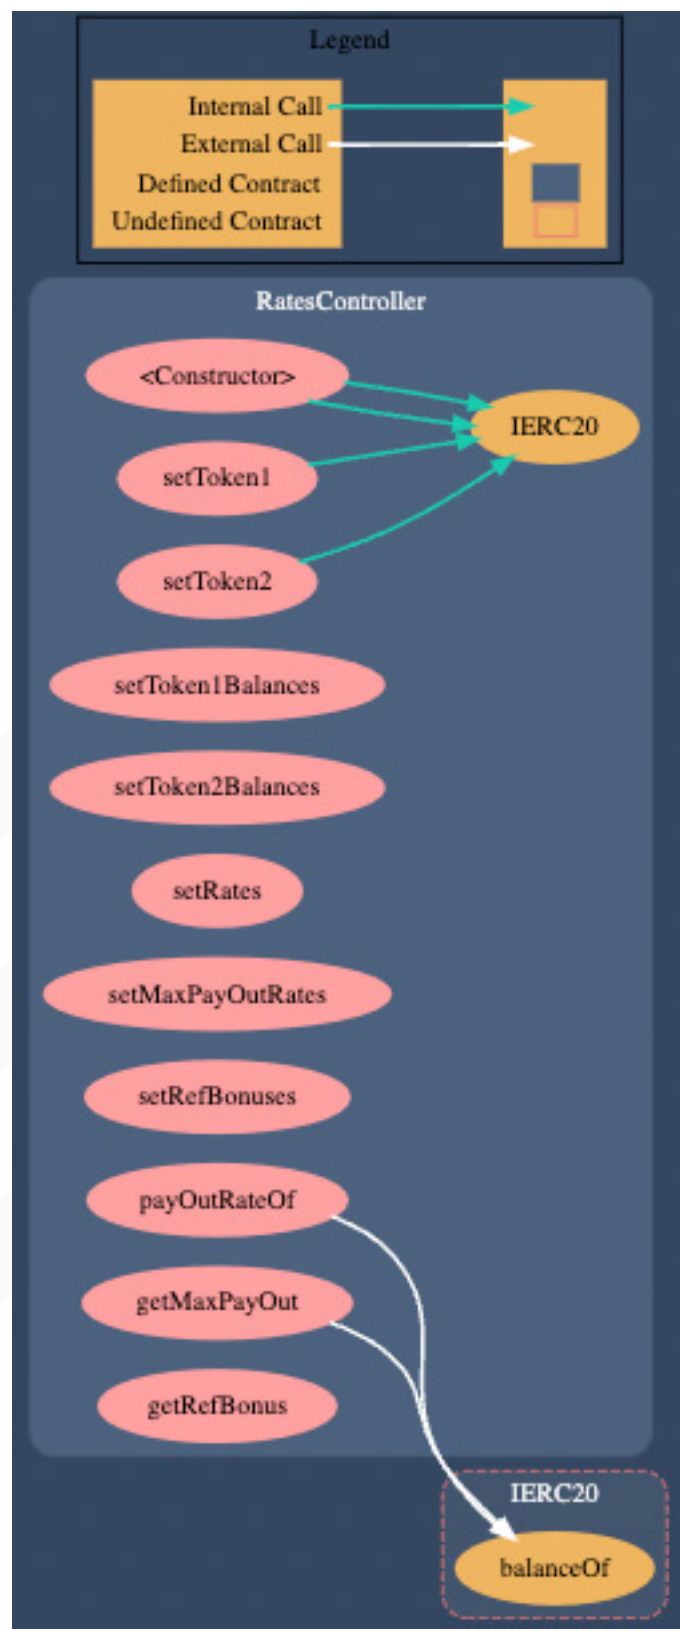 Legend
Internal Call
External Call
Defined Contract
Undefined Contract
RatesController
<Constructor>
IERC20
setToken1
setToken2
setToken1Balances
setToken2Balances
setRates
setMaxPayOutRates
setRefBonuses
payOutRateOf
getMaxPayOut
getRefBonus
IERC20
balanceOf